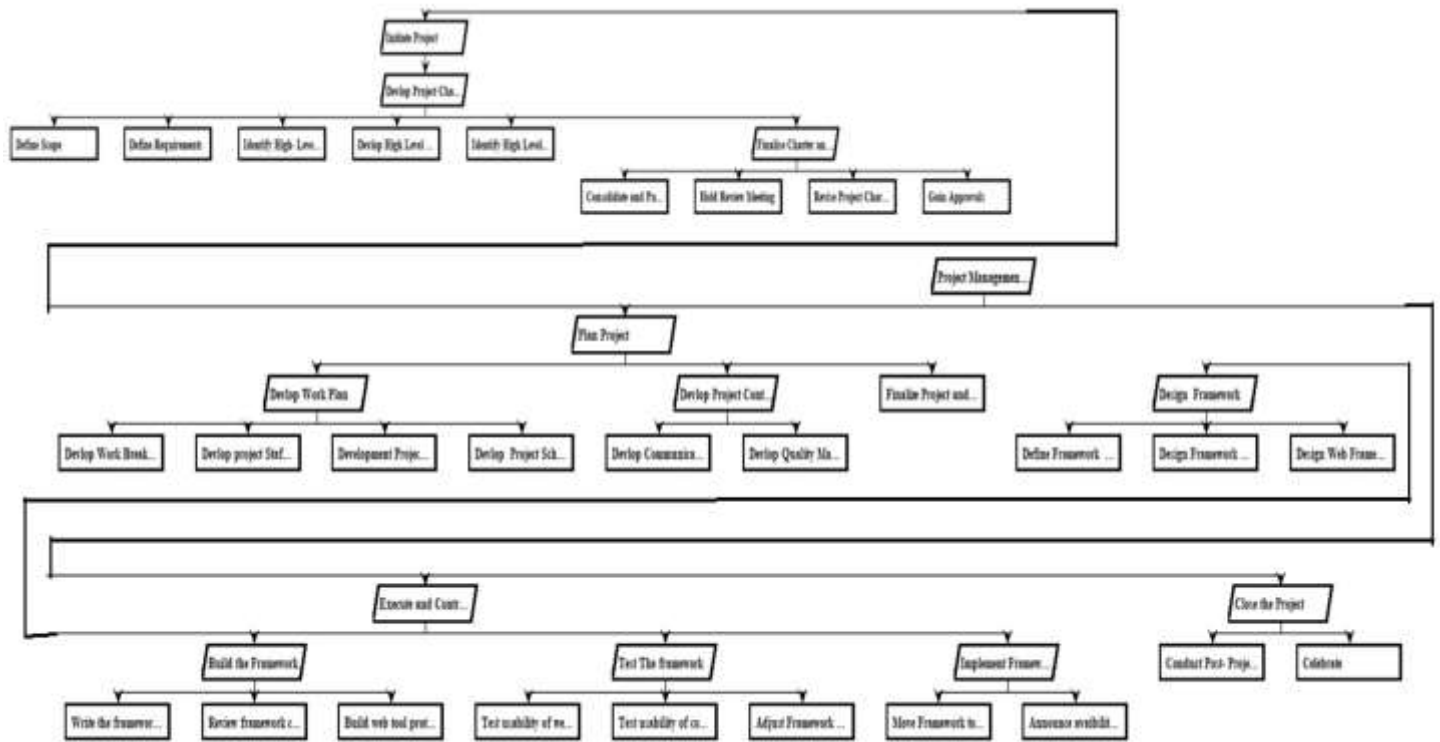 Initiate Project
Devlop Project Cha...
Define Scope
Define Requirements
Identify High- Leve...
Devlop High Level ...
Identify High Level...
Finalise Charter an...
Consolidate and Pu...
Hold Review Meeting
Revise Project Char...
Gain Approvals
Project Managemen...
Plan Project
Devlop Work Plan
Devlop Project Cont...
Finalize Project and...
Design Framework
Devlop Work Break...
Devlop project Staf...
Development Projec...
Devlop Project Sch...
Devlop Communica...
Devlop Quality Ma...
Define Framework ...
Design Framework ...
Design Web Frame...
Execute and Contr...
Close the Project
Build the Framework
Test The framework
Implement Framew...
Conduct Post- Proje...
Celebrate
Write the framewor...
Review framework c...
Build web tool prot...
Test usability of we...
Test usability of co...
Adjust Framework ...
Move Framework to...
Announce avaibilit...